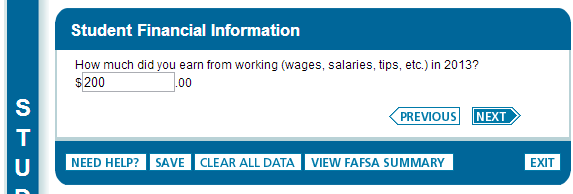 Student Financial Information
How much did you earn from working (wages, salaries, tips, etc.) in 2013?
$ 200 .00
PREVIOUS NEXT
NEED HELP? SAVE CLEAR ALL DATA VIEW FAFSA SUMMARY EXIT
S
T
U